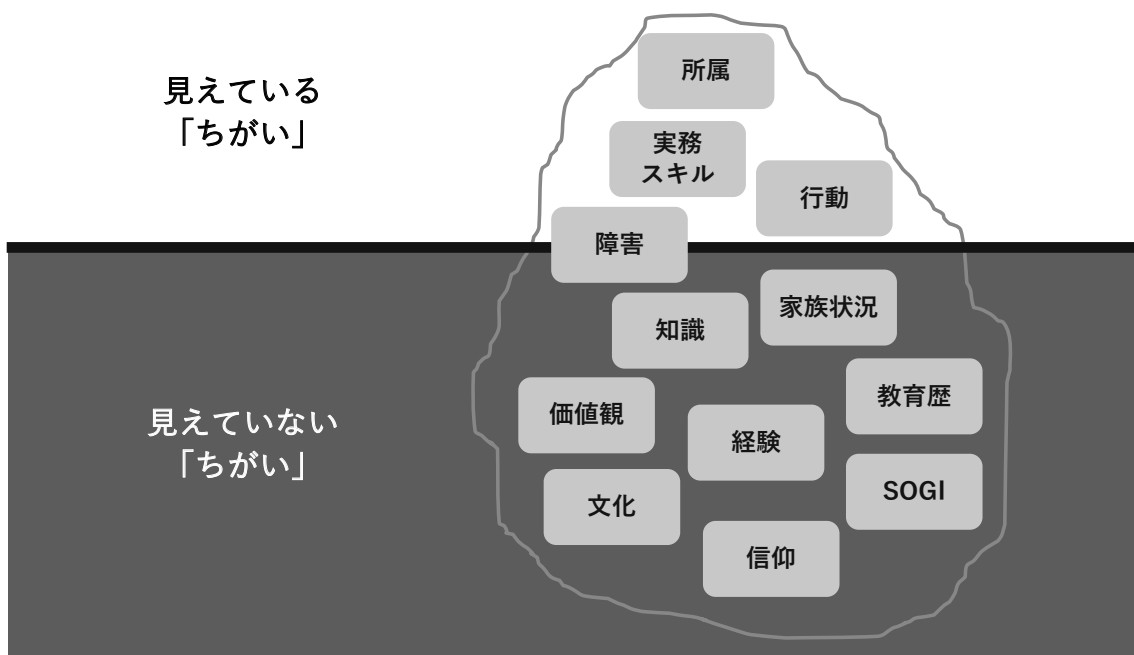 見えている
「ちがい」
所属
実務
スキル
行動
障害
家族状況
知識
教育歴
価値観
経験
見えていない
「ちがい」
SOGI
文化
信仰